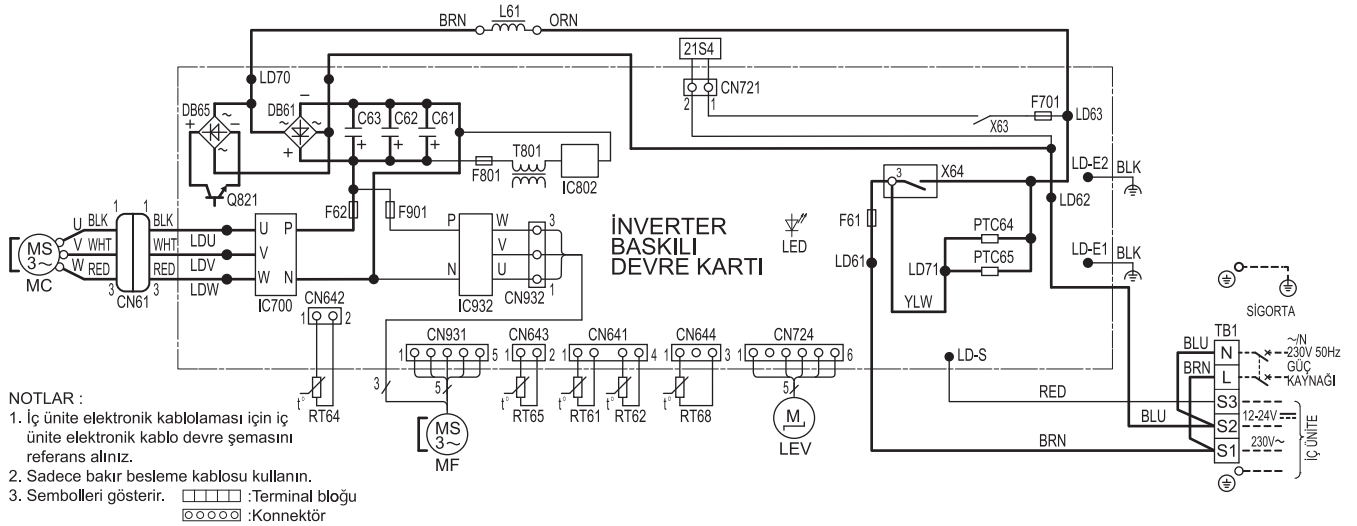 BRN L61 ORN
21S4
LD70
CN721
2 1
DB65 ~ −
+ ~
DB61 − ~
~ +
C63 C62 C61
+ + +
F701
X63
LD63
T801
F801
IC802
Q821
LD-E2 BLK
3 X64
LD62
F62 F901
1 1
U BLK BLK LDU U P
V WHT WHT LDV V
W RED RED LDW W N
3 3
MS
3~
MC
CN61
IC700
P W 3
V
N U 1
IC932 CN932
İNVERTER
BASKILI
DEVRE KARTI
LED
F61
PTC64
PTC65
LD61
LD71
YLW
LD-E1 BLK
SİGORTA
CN642
1 2
CN931
1 5
CN643
1 2
CN641
1 4
CN644
1 3
CN724
1 6
LD-S
TB1
BLU N ~/N
230V 50Hz
BRN L GÜÇ
KAYNAĞI
RED S3
BLU S2 12-24V
BRN S1 230V~
İÇ ÜNİTE
t° RT64
3
5
t° RT65
t° RT61
t° RT62
t° RT68
5
MS
3~
MF
M
LEV
NOTLAR :
1. İç ünite elektronik kablolaması için iç
ünite elektronik kablo devre şemasını
referans alınız.
2. Sadece bakır besleme kablosu kullanın.
3. Sembolleri gösterir. :Terminal bloğu
:Konnektör